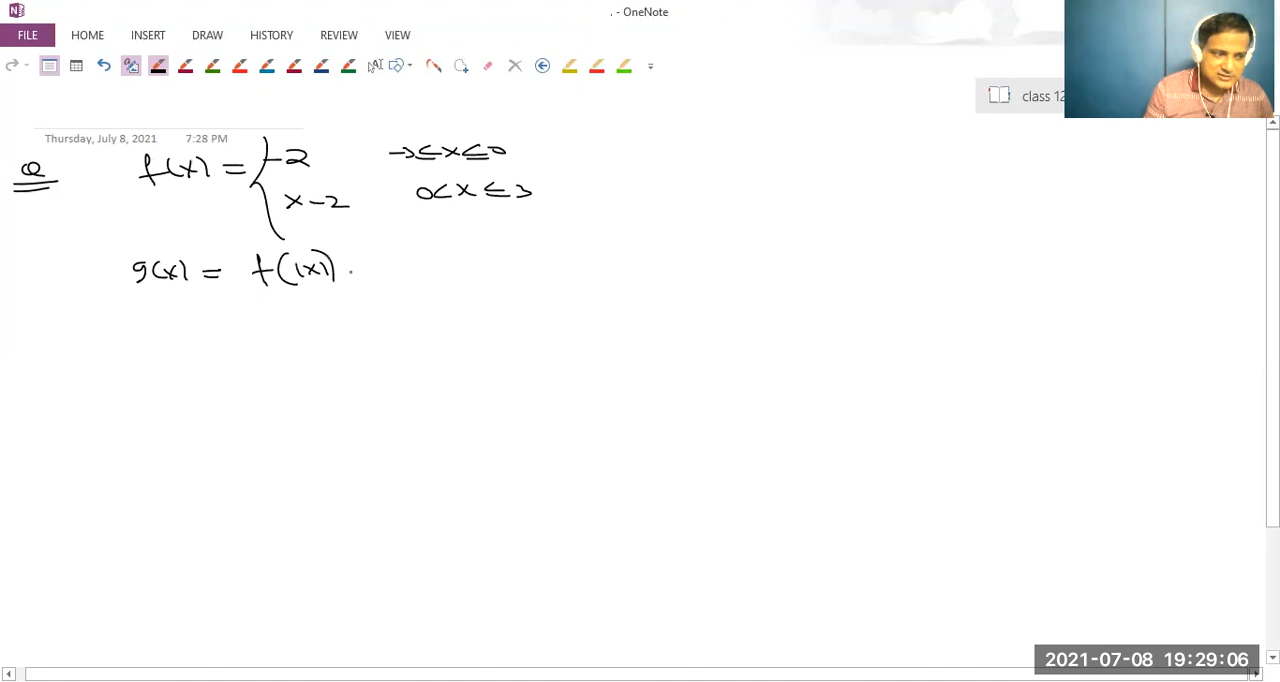 . - OneNote
FILE HOME INSERT DRAW HISTORY REVIEW VIEW
class 12
Thursday, July 8, 2021 7:28 PM
Q f(x) = { -2 -3 ≤ x ≤ 0
x - 2 0 < x ≤ 3
g(x) = f(|x|) .
2021-07-08 19:29:06